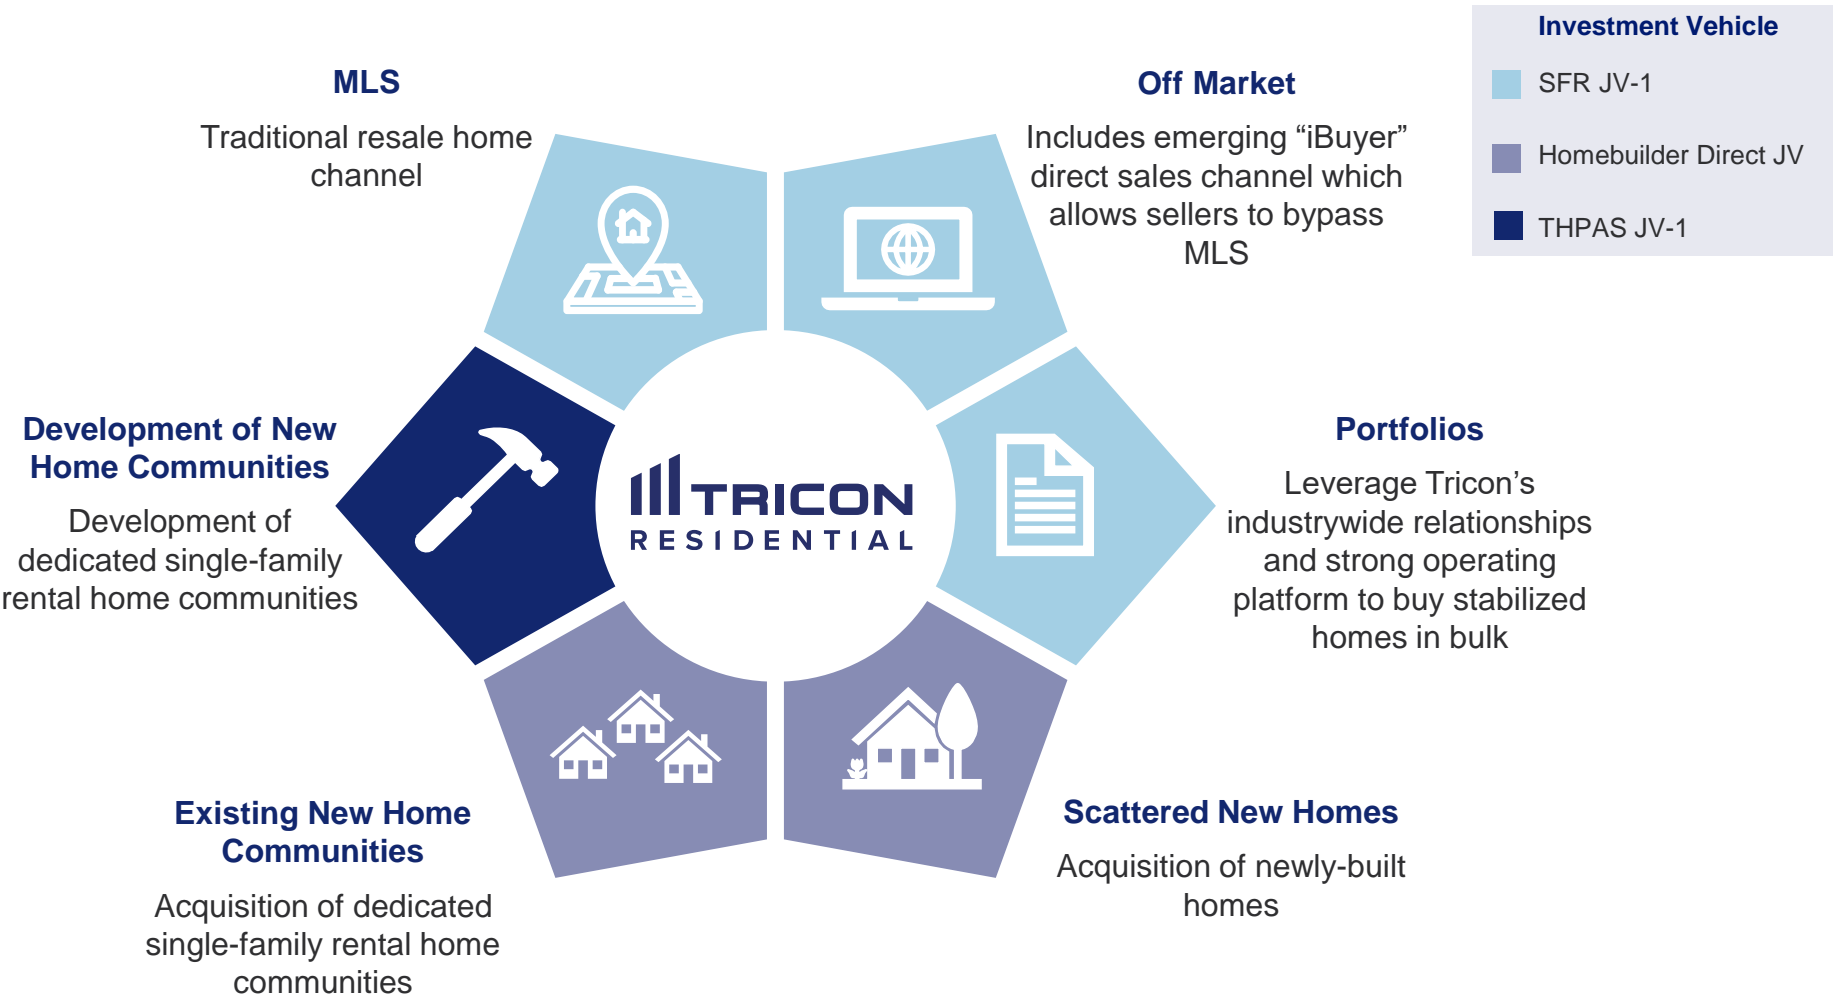 Investment Vehicle
SFR JV-1
Homebuilder Direct JV
THPAS JV-1
MLS
Traditional resale home
channel
Off Market
Includes emerging “iBuyer”
direct sales channel which
allows sellers to bypass
MLS
Development of New
Home Communities
Development of
dedicated single-family
rental home communities
TRICON
RESIDENTIAL
Portfolios
Leverage Tricon’s
industrywide relationships
and strong operating
platform to buy stabilized
homes in bulk
Existing New Home
Communities
Acquisition of dedicated
single-family rental home
communities
Scattered New Homes
Acquisition of newly-built
homes